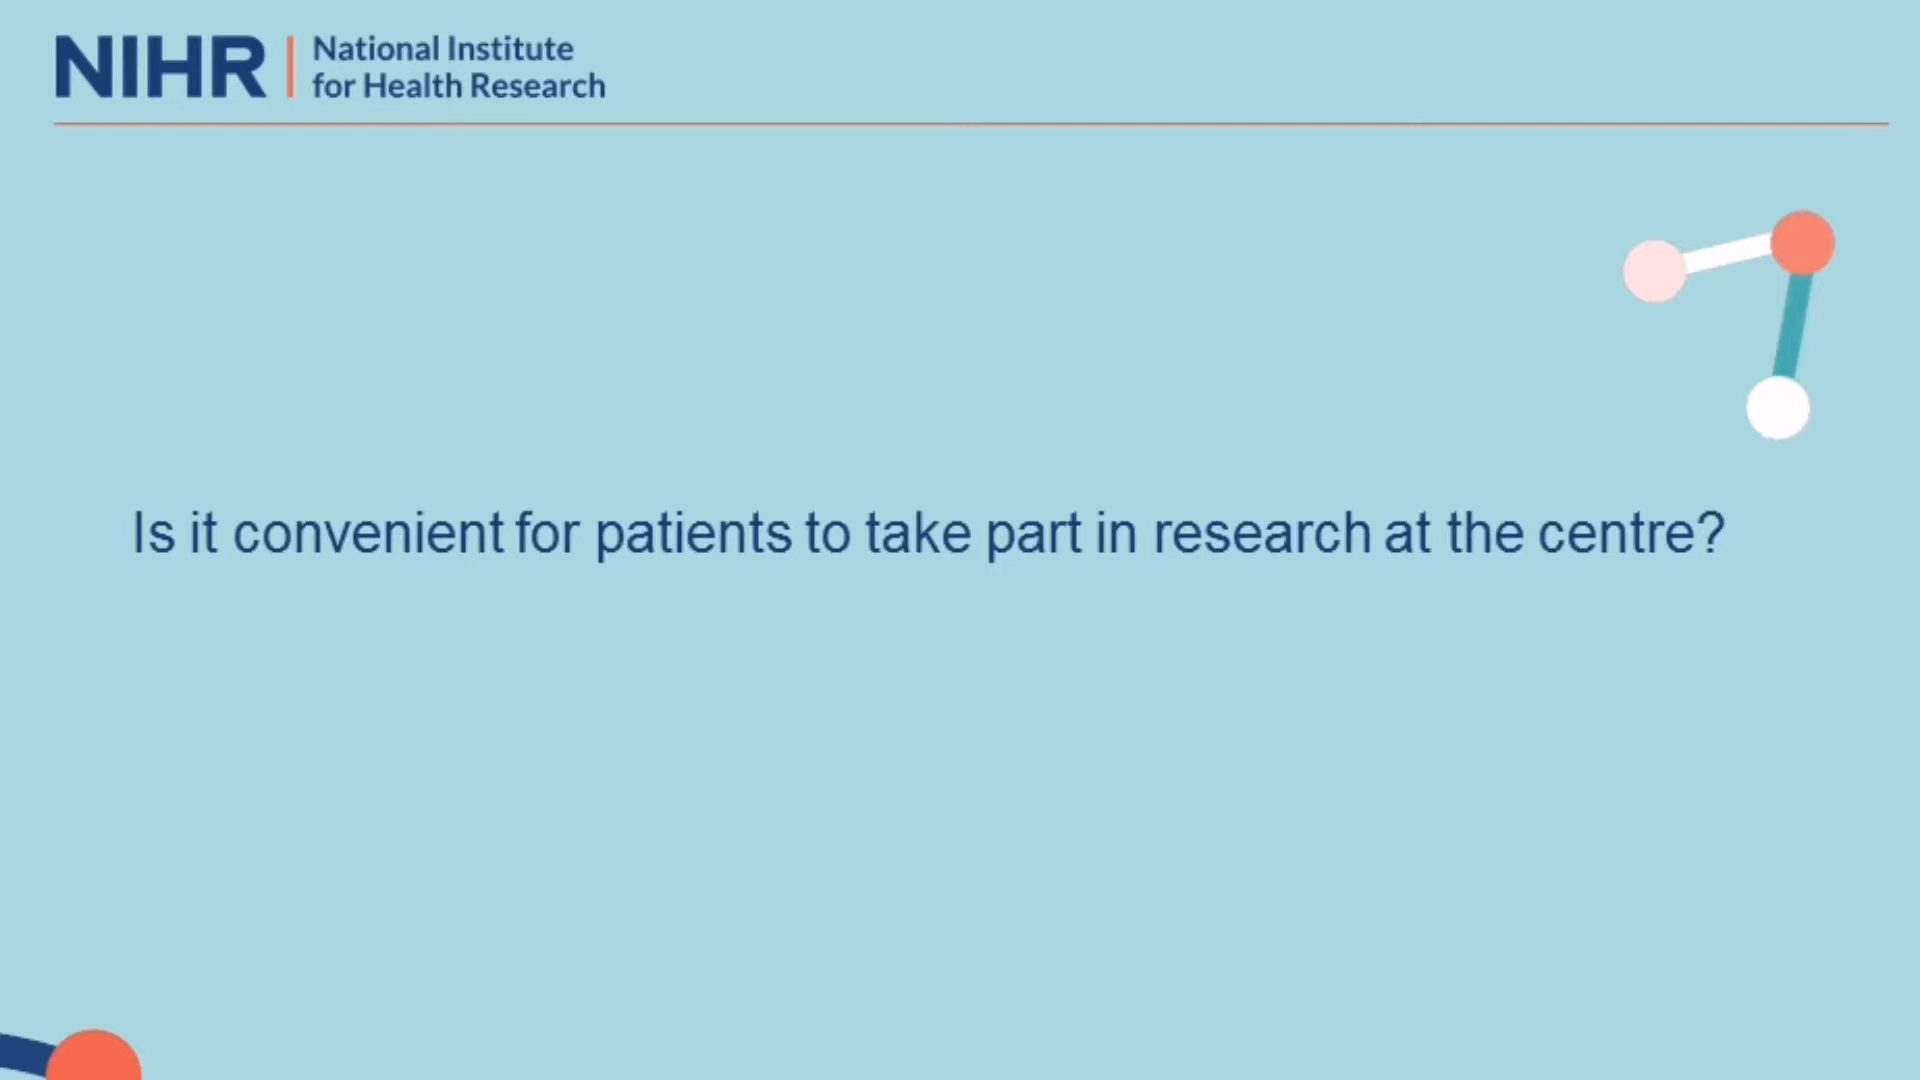 NIHR
National Institute
for Health Research
Is it convenient for patients to take part in research at the centre?